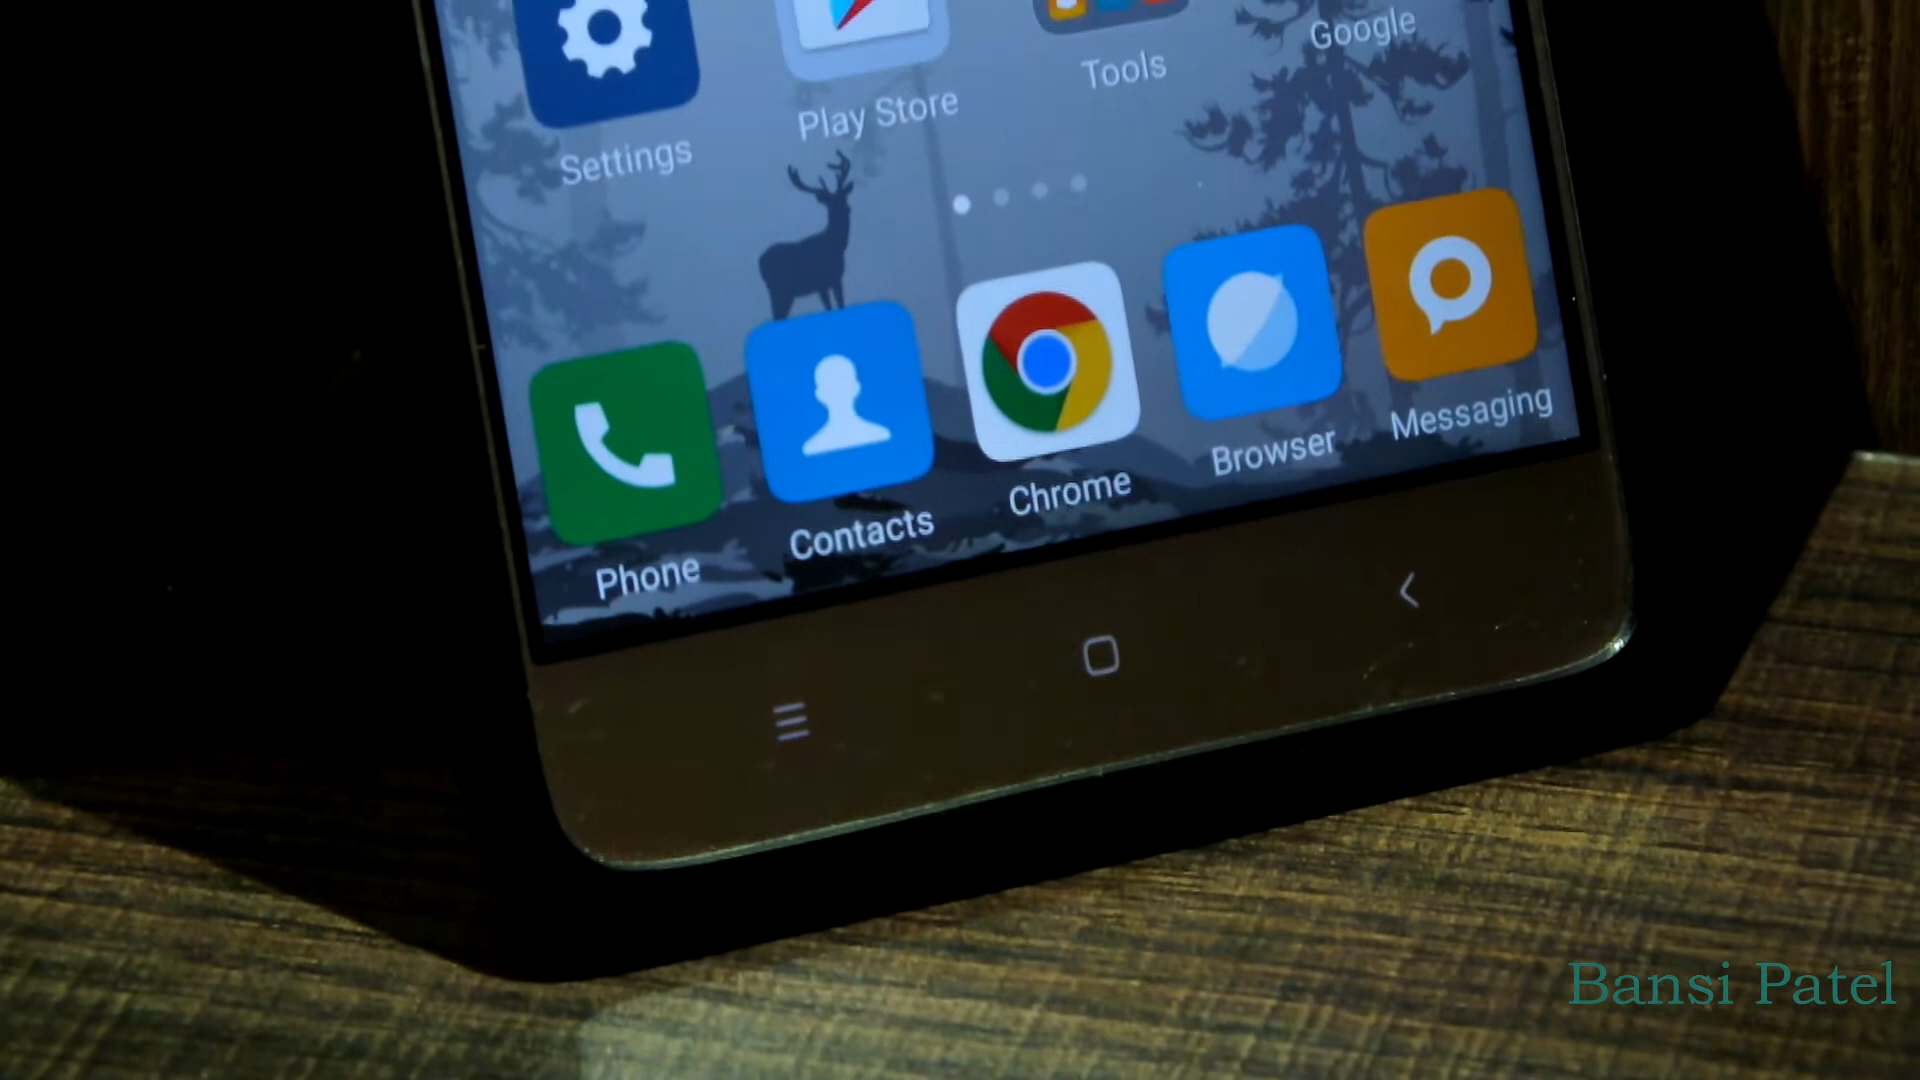 Settings
Play Store
Tools
Google
Phone
Contacts
Chrome
Browser
Messaging
Bansi Patel